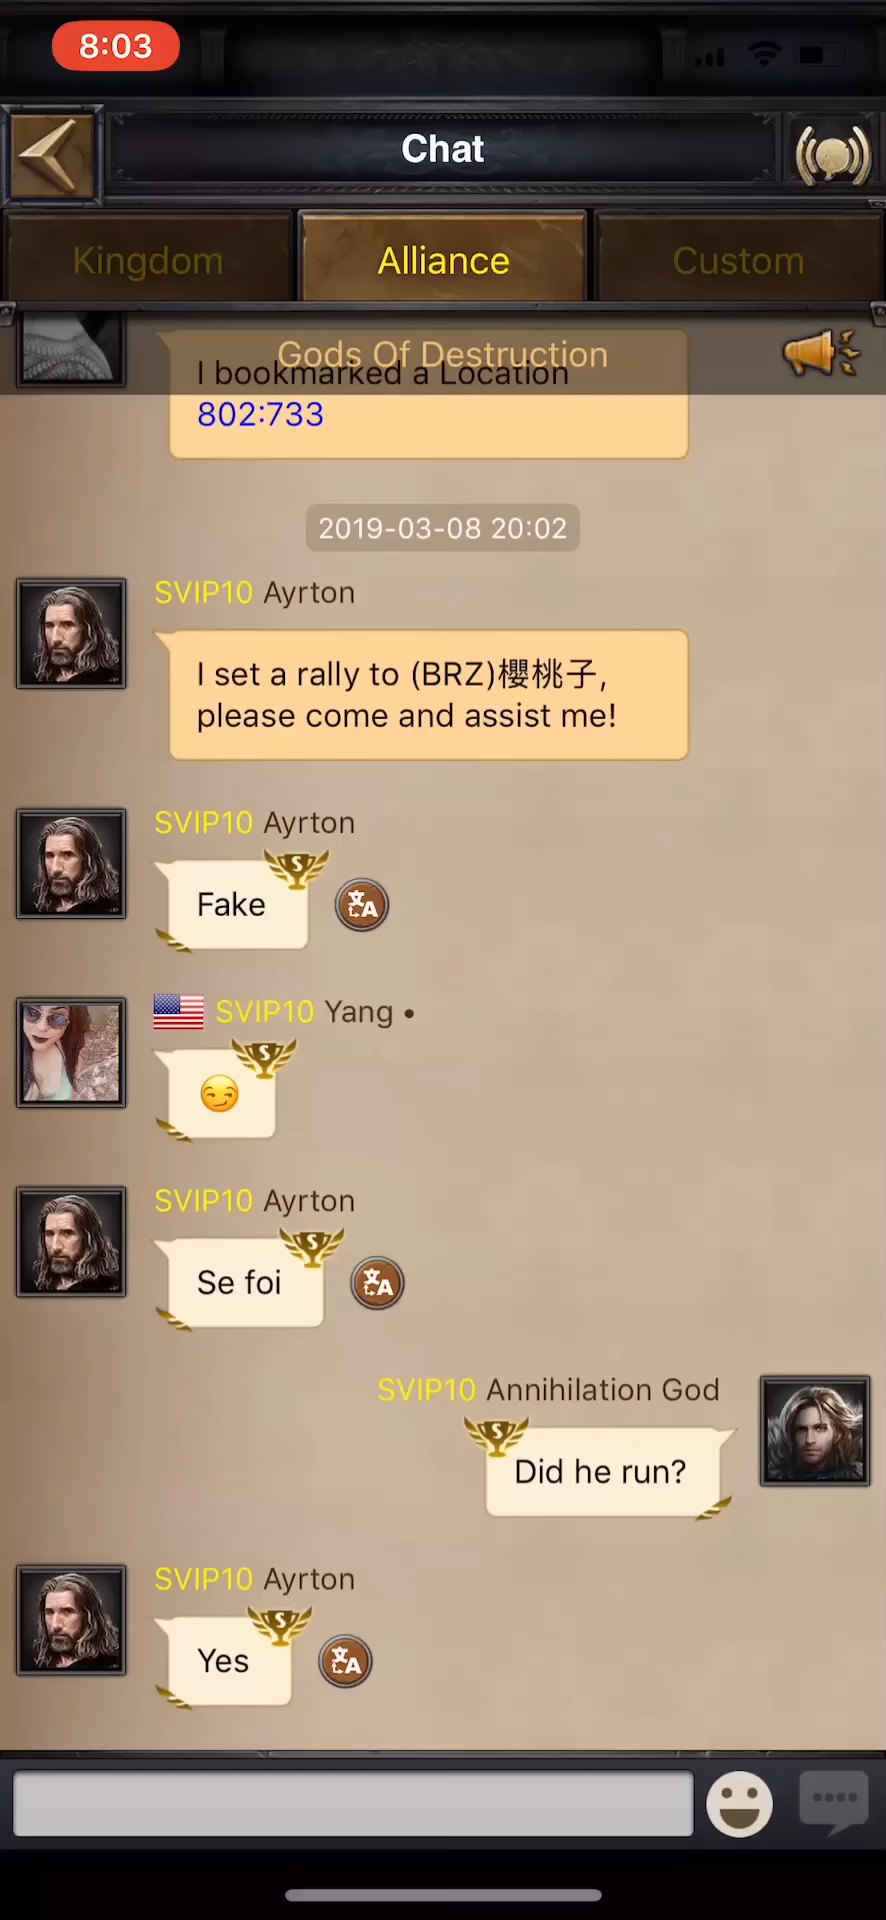 8:03
Chat
Kingdom
Alliance
Custom
Gods Of Destruction
I bookmarked a Location
802:733
2019-03-08 20:02
SVIP10 Ayrton
I set a rally to (BRZ)櫻桃子,
please come and assist me!
SVIP10 Ayrton
Fake
SVIP10 Yang •
😏
SVIP10 Ayrton
Se foi
SVIP10 Annihilation God
Did he run?
SVIP10 Ayrton
Yes